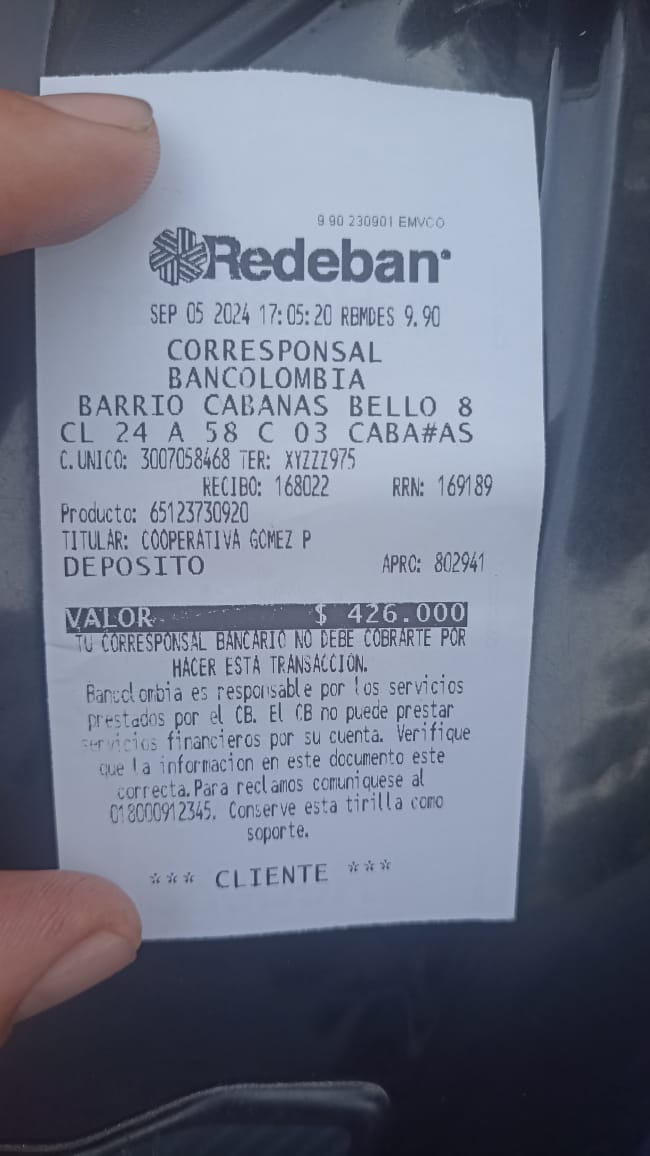 9 90 230901 EMVCO
Redeban
SEP 05 2024 17:05:20 RBMDES 9.90
CORRESPONSAL
BANCOLOMBIA
BARRIO CABANAS BELLO 8
CL 24 A 58 C 03 CABA#AS
C.UNICO: 3007058468 TER: XYZZZ975
RECIBO: 168022 RRN: 169189
Producto: 65123730920
TITULAR: COOPERATIVA GOMEZ P
DEPOSITO APRO: 802941
VALOR $ 426.000
TU CORRESPONSAL BANCARIO NO DEBE COBRARTE POR
HACER ESTA TRANSACCION.
Bancolombia es responsable por los servicios
prestados por el CB. El CB no puede prestar
servicios financieros por su cuenta. Verifique
que la informacion en este documento este
correcta.Para reclamos comuniquese al
018000912345. Conserve esta tirilla como
soporte.
*** CLIENTE ***